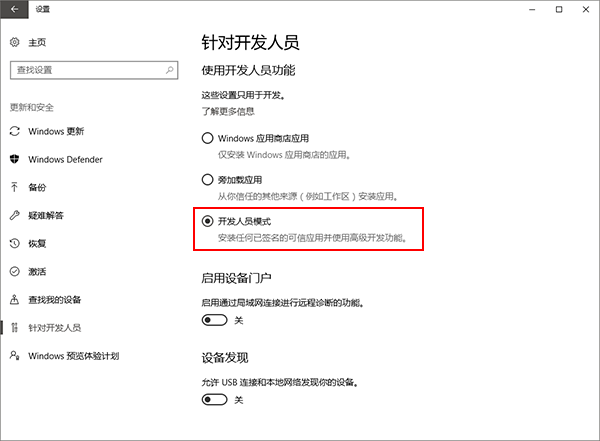 设置
主页
查找设置
更新和安全
Windows 更新
Windows Defender
备份
疑难解答
恢复
激活
查找我的设备
针对开发人员
Windows 预览体验计划
针对开发人员
使用开发人员功能
这些设置只用于开发。
了解更多信息
Windows 应用商店应用
仅安装 Windows 应用商店的应用。
旁加载应用
从你信任的其他来源（例如工作区）安装应用。
开发人员模式
安装任何已签名的可信应用并使用高级开发功能。
启用设备门户
启用通过局域网连接进行远程诊断的功能。
关
设备发现
允许 USB 连接和本地网络发现你的设备。
关